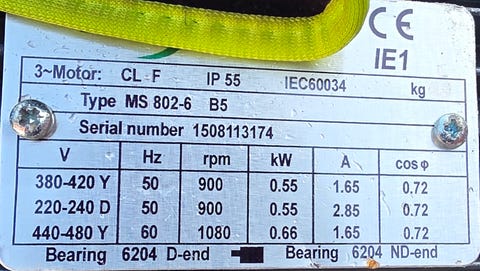 CE
IE1
3~Motor: CL F IP 55 IEC60034 kg
Type MS 802-6 B5
Serial number 1508113174
V Hz rpm kW A cos φ
380-420 Y 50 900 0.55 1.65 0.72
220-240 D 50 900 0.55 2.85 0.72
440-480 Y 60 1080 0.66 1.65 0.72
Bearing 6204 D-end Bearing 6204 ND-end